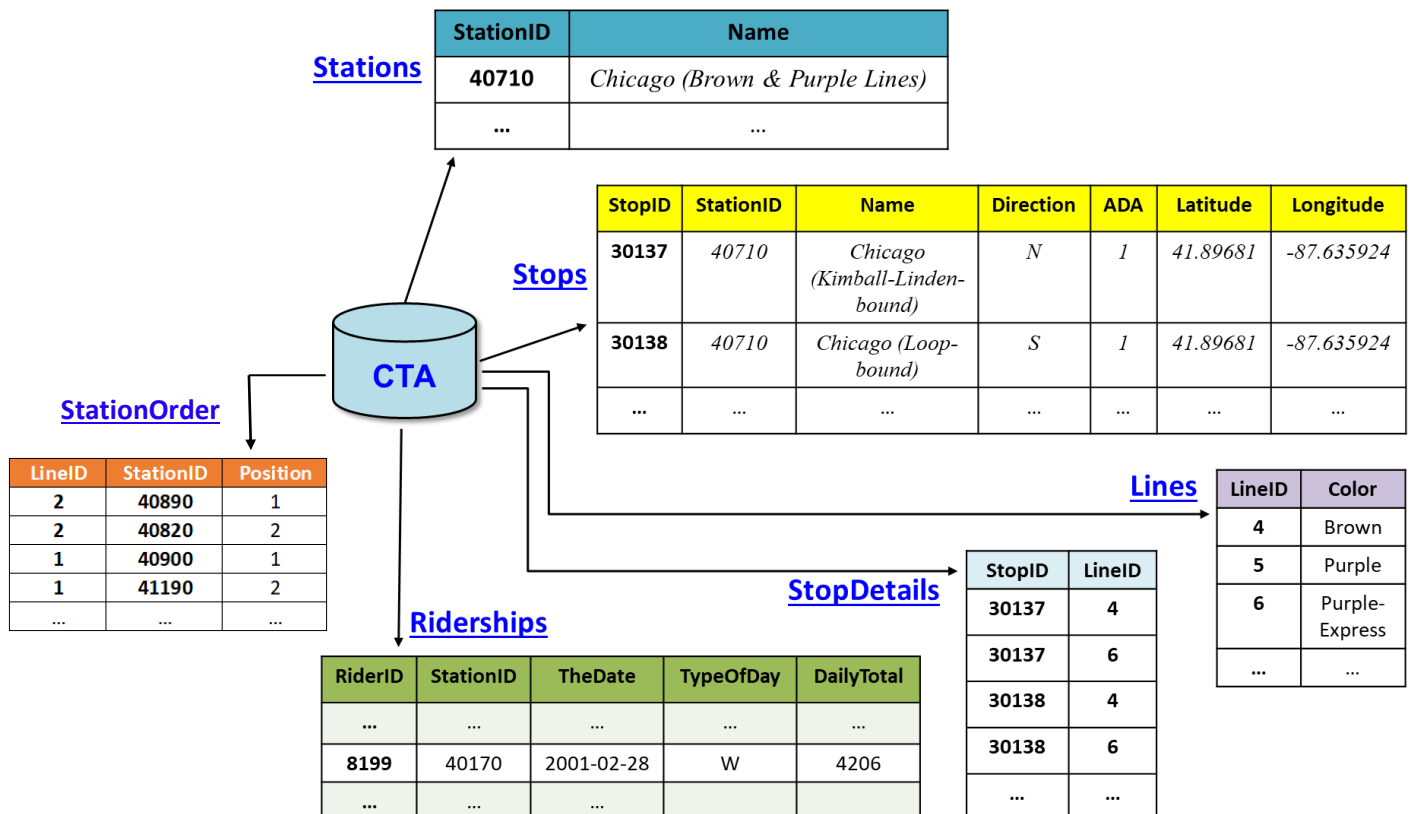 Stations
StationID Name
40710 Chicago (Brown & Purple Lines)
... ...
Stops
StopID StationID Name Direction ADA Latitude Longitude
30137 40710 Chicago (Kimball-Linden-bound) N 1 41.89681 -87.635924
30138 40710 Chicago (Loop-bound) S 1 41.89681 -87.635924
... ... ... ... ... ... ...
CTA
StationOrder
LineID StationID Position
2 40890 1
2 40820 2
1 40900 1
1 41190 2
... ... ...
Lines
LineID Color
4 Brown
5 Purple
6 Purple-Express
... ...
StopDetails
StopID LineID
30137 4
30137 6
30138 4
30138 6
... ...
Riderships
RiderID StationID TheDate TypeOfDay DailyTotal
... ... ... ... ...
8199 40170 2001-02-28 W 4206
... ... ...